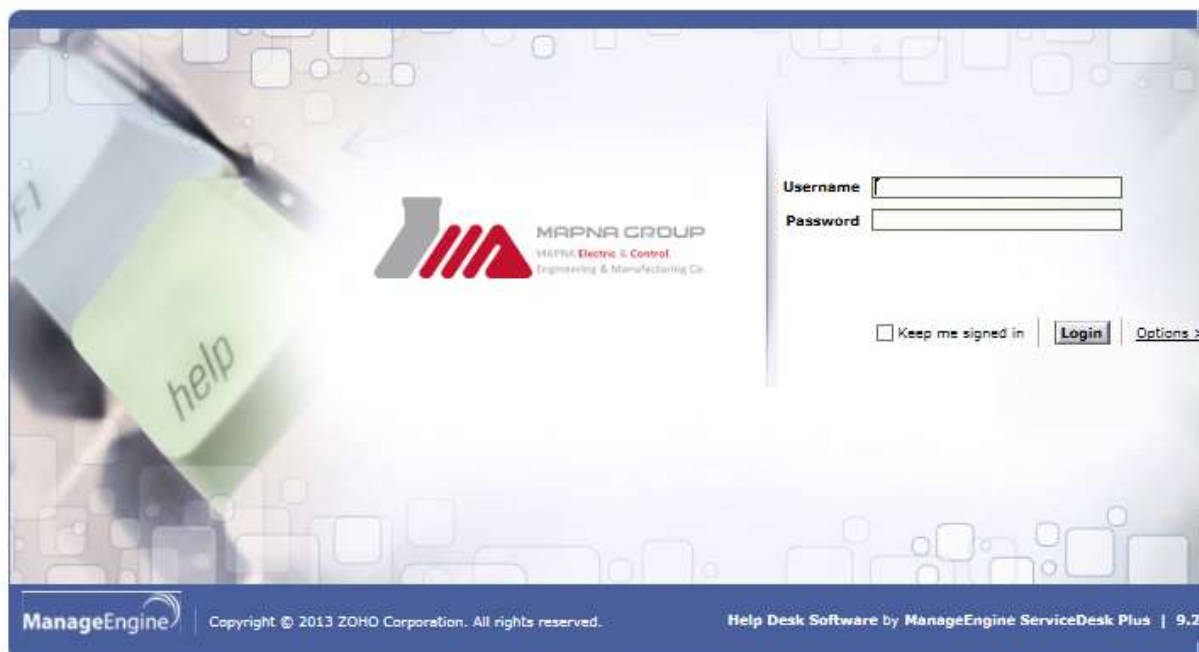 F1
help
MAPNA GROUP
MAPNA Electric & Control,
Engineering & Manufacturing Co.
Username
Password
Keep me signed in
Login
Options >
ManageEngine
Copyright © 2013 ZOHO Corporation. All rights reserved.
Help Desk Software by ManageEngine ServiceDesk Plus | 9.2